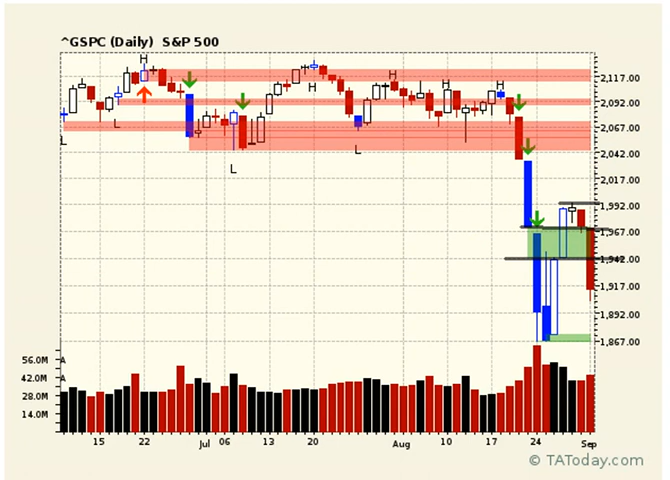 ^GSPC (Daily) S&P 500
H
H
H
H
H
H
L
L
L
L
2,117.00
2,092.00
2,067.00
2,042.00
2,017.00
1,992.00
1,967.00
1,942.00
1,917.00
1,892.00
1,867.00
56.0M A
42.0M A
28.0M
14.0M
15 22 Jul 06 13 20 Aug 10 17 24 Sep
© TAToday.com